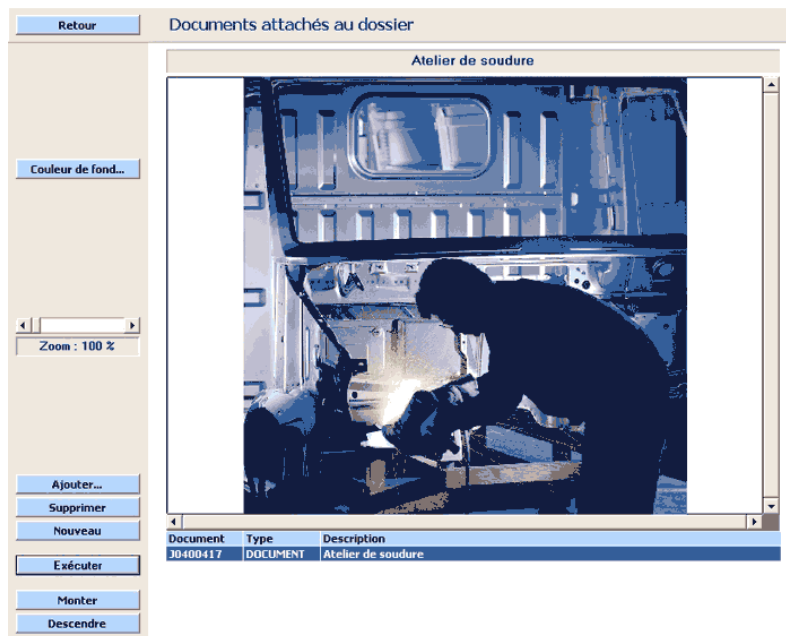 Retour
Documents attachés au dossier
Atelier de soudure
Couleur de fond...
Zoom : 100 %
Ajouter...
Supprimer
Nouveau
Exécuter
Monter
Descendre
Document Type Description
J0400417 DOCUMENT Atelier de soudure